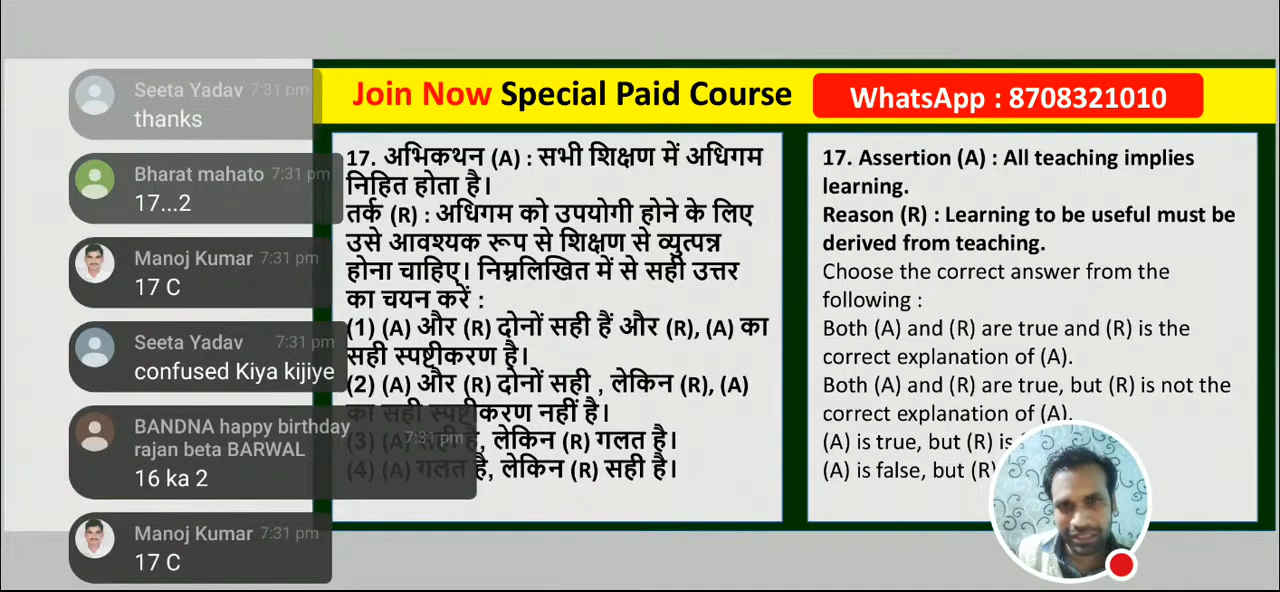 Join Now Special Paid Course
WhatsApp : 8708321010
Seeta Yadav 7:31 pm
thanks
Bharat mahato 7:31 pm
17...2
Manoj Kumar 7:31 pm
17 C
Seeta Yadav 7:31 pm
confused Kiya kijiye
BANDNA happy birthday
rajan beta BARWAL 7:31 pm
16 ka 2
Manoj Kumar 7:31 pm
17 C
17. अभिकथन (A) : सभी शिक्षण में अधिगम
निहित होता है।
तर्क (R) : अधिगम को उपयोगी होने के लिए
उसे आवश्यक रूप से शिक्षण से व्युत्पन्न
होना चाहिए। निम्नलिखित में से सही उत्तर
का चयन करें :
(1) (A) और (R) दोनों सही हैं और (R), (A) का
सही स्पष्टीकरण है।
(2) (A) और (R) दोनों सही , लेकिन (R), (A)
का सही स्पष्टीकरण नहीं है।
(3) (A) सही है, लेकिन (R) गलत है।
(4) (A) गलत है, लेकिन (R) सही है।
17. Assertion (A) : All teaching implies
learning.
Reason (R) : Learning to be useful must be
derived from teaching.
Choose the correct answer from the
following :
Both (A) and (R) are true and (R) is the
correct explanation of (A).
Both (A) and (R) are true, but (R) is not the
correct explanation of (A).
(A) is true, but (R) is
(A) is false, but (R)